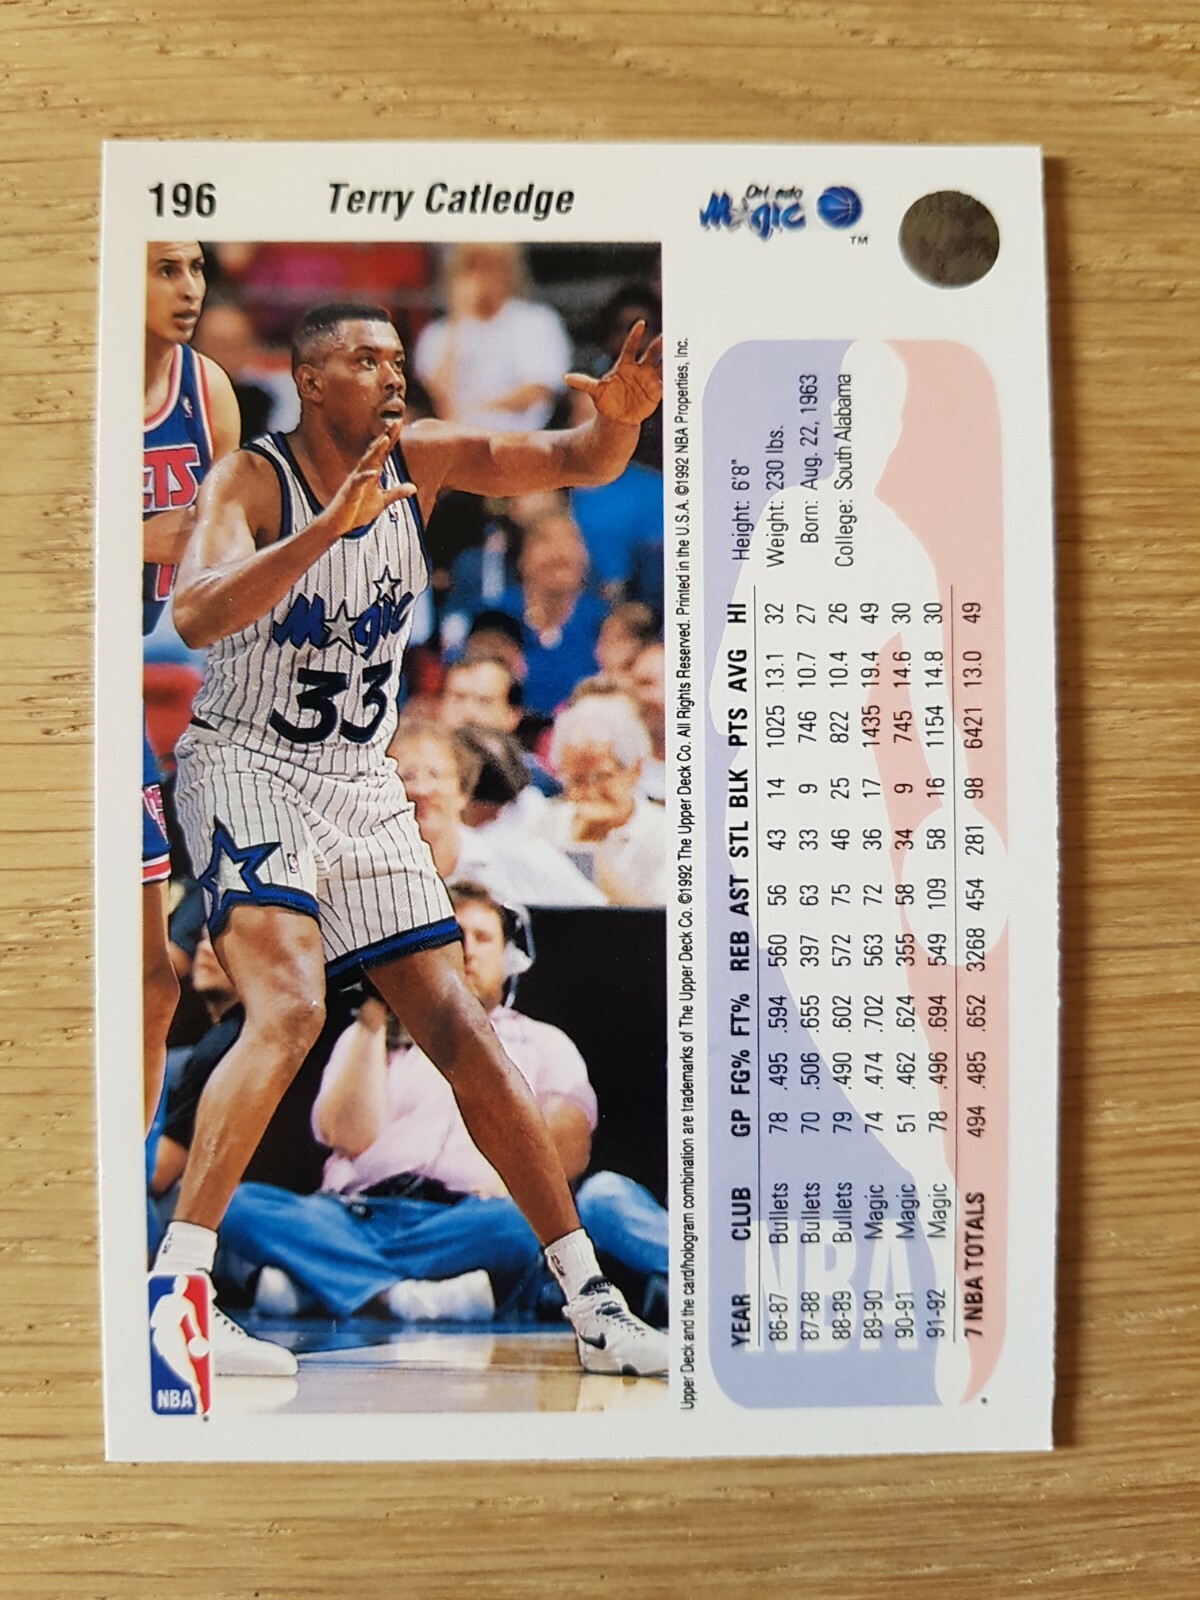 196
Terry Catledge
Orlando
Magic
TM
ETS
Magic
33
NBA
Upper Deck and the card/hologram combination are trademarks of The Upper Deck Co. ©1992 The Upper Deck Co. All Rights Reserved. Printed in the U.S.A. ©1992 NBA Properties, Inc.
Height: 6'8"
Weight: 230 lbs.
Born: Aug. 22, 1963
College: South Alabama
YEAR CLUB GP FG% FT% REB AST STL BLK PTS AVG HI
86-87 Bullets 78 .495 .594 560 56 43 14 1025 13.1 32
87-88 Bullets 70 .506 .655 397 63 33 9 746 10.7 27
88-89 Bullets 79 .490 .602 572 75 46 25 822 10.4 26
89-90 Magic 74 .474 .702 563 72 36 17 1435 19.4 49
90-91 Magic 51 .462 .624 355 58 34 9 745 14.6 30
91-92 Magic 78 .496 .694 549 109 58 16 1154 14.8 30
7 NBA TOTALS 494 .485 .652 3268 454 281 98 6421 13.0 49
NBA